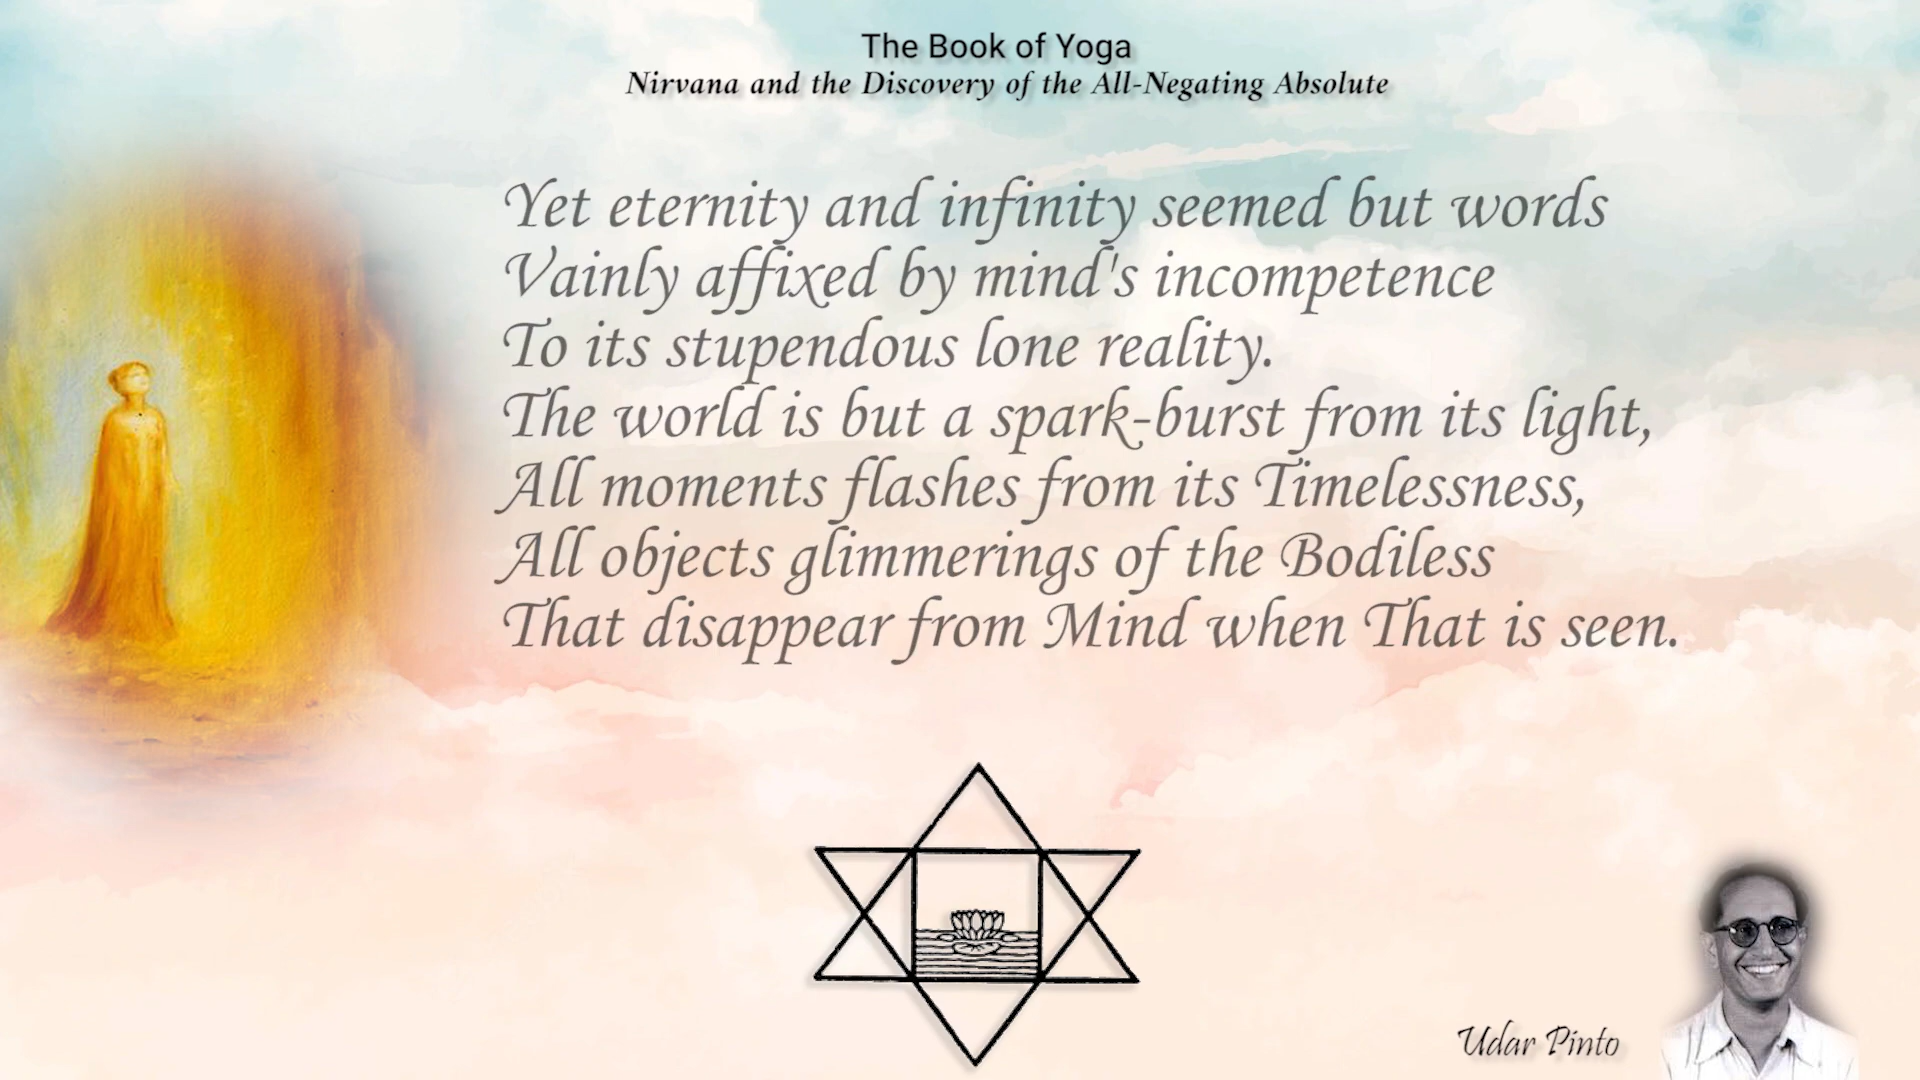 The Book of Yoga
Nirvana and the Discovery of the All-Negating Absolute
Yet eternity and infinity seemed but words
Vainly affixed by mind's incompetence
To its stupendous lone reality.
The world is but a spark-burst from its light,
All moments flashes from its Timelessness,
All objects glimmerings of the Bodiless
That disappear from Mind when That is seen.
Udar Pinto